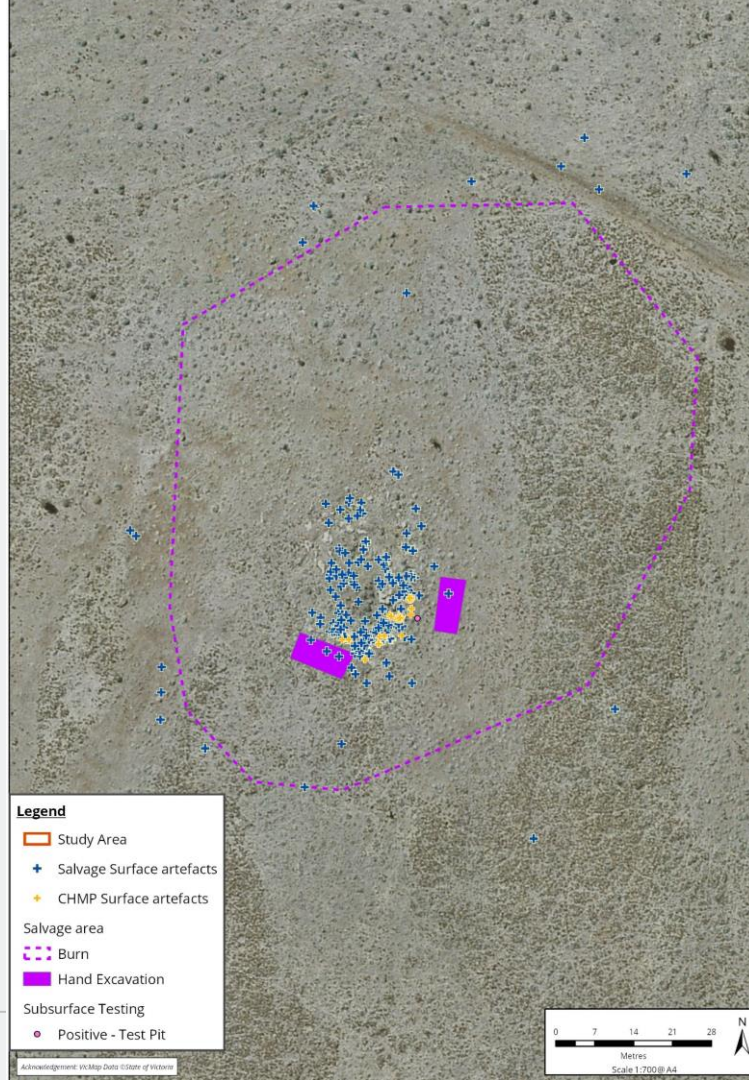 Legend
Study Area
Salvage Surface artefacts
CHMP Surface artefacts
Salvage area
Burn
Hand Excavation
Subsurface Testing
Positive - Test Pit
Acknowledgement: VicMap Data ©State of Victoria
0 7 14 21 28
Metres
Scale 1:700@ A4
N